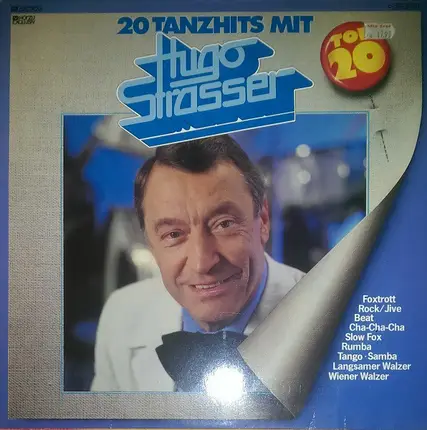 20 TANZHITS MIT
Hugo
Strasser
TOP
20
Foxtrott
Rock/Jive
Beat
Cha-Cha-Cha
Slow Fox
Rumba
Tango · Samba
Langsamer Walzer
Wiener Walzer